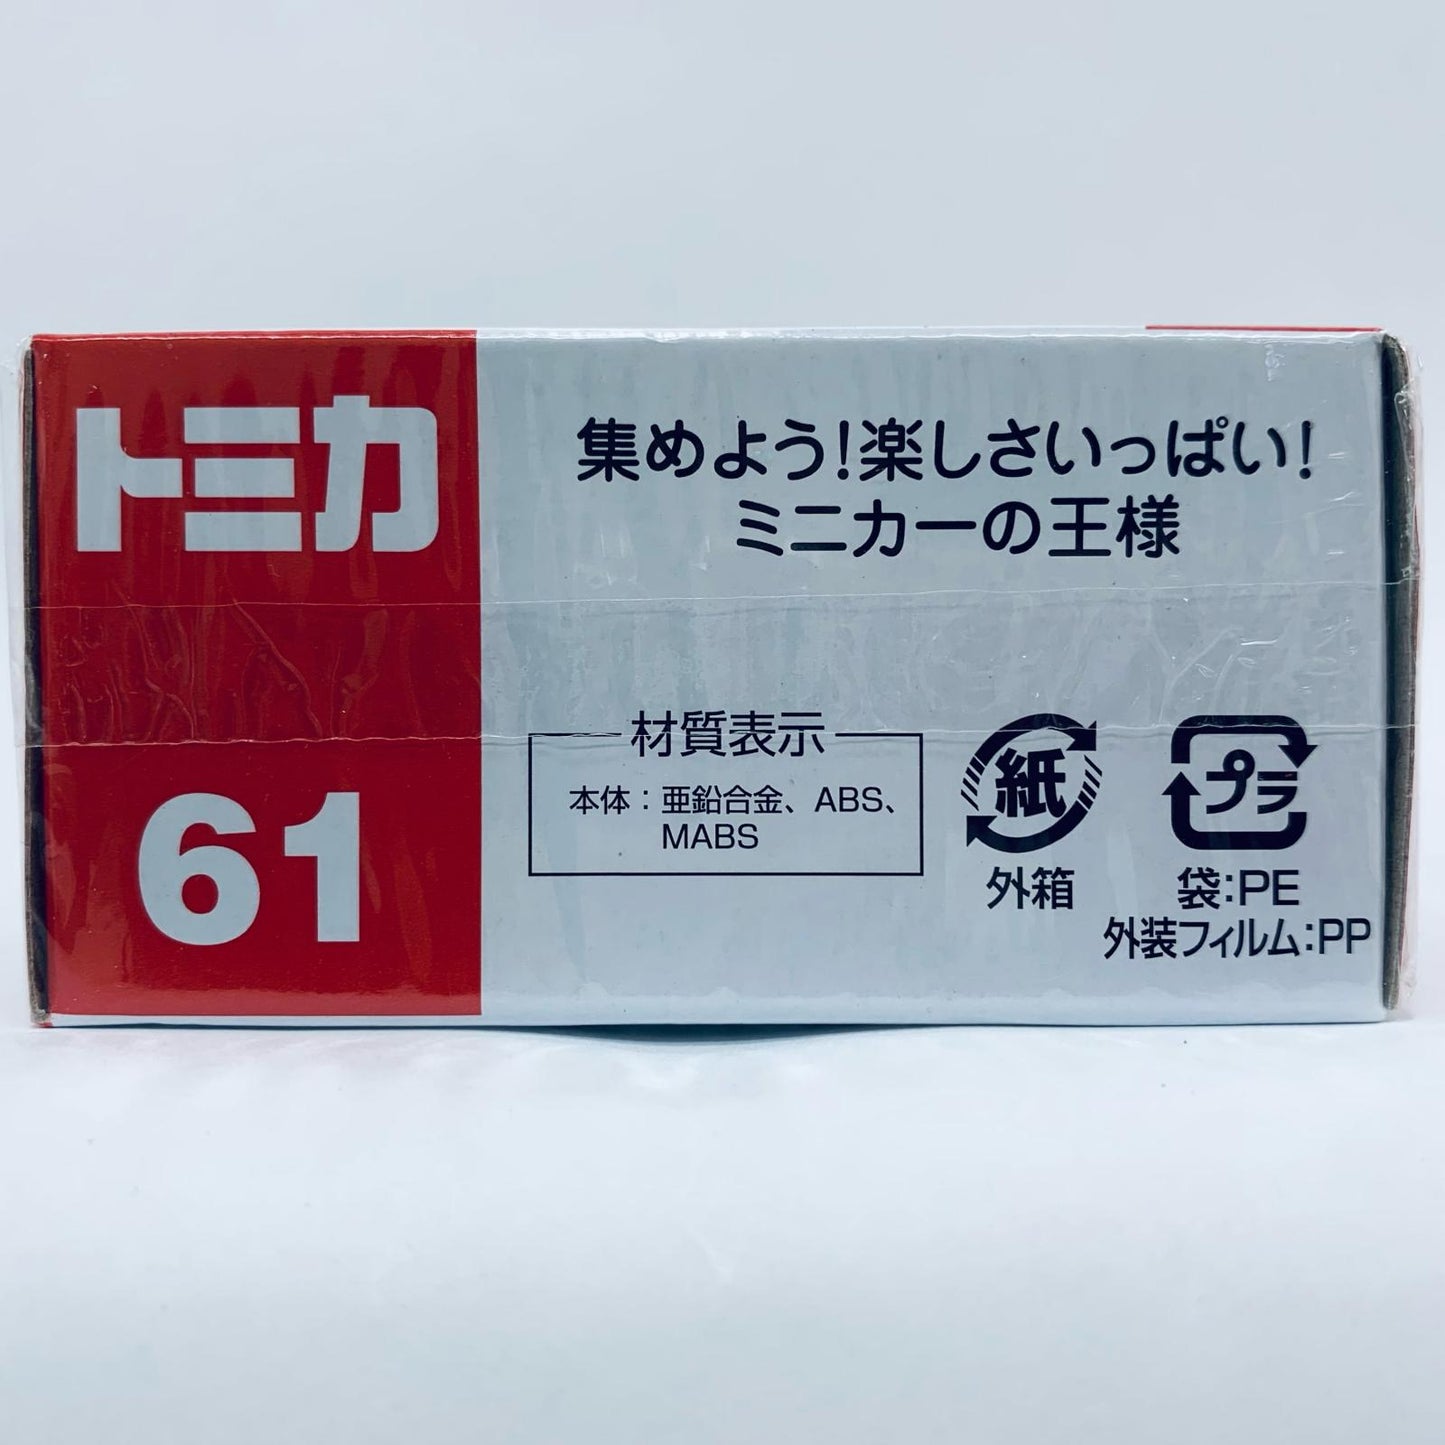 トミカ
61
集めよう!楽しさいっぱい!
ミニカーの王様
材質表示
本体：亜鉛合金、ABS、
MABS
紙
外箱
プラ
袋:PE
外装フィルム:PP